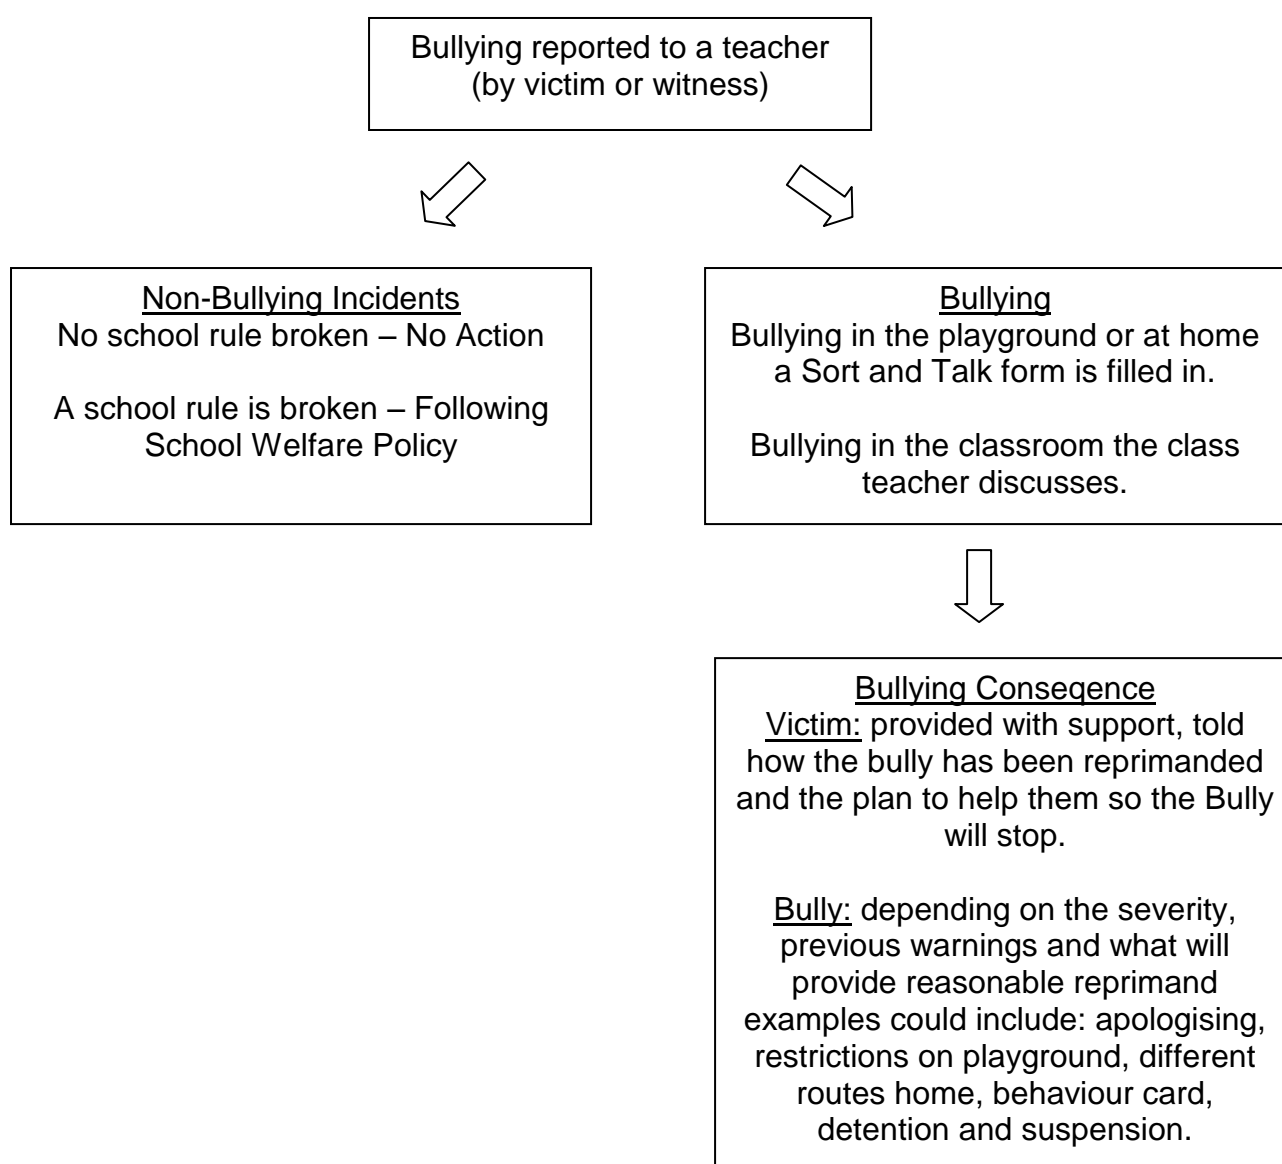 Bullying reported to a teacher
(by victim or witness)
Non-Bullying Incidents
No school rule broken – No Action
A school rule is broken – Following
School Welfare Policy
Bullying
Bullying in the playground or at home
a Sort and Talk form is filled in.
Bullying in the classroom the class
teacher discusses.
Bullying Conseqence
Victim: provided with support, told
how the bully has been reprimanded
and the plan to help them so the Bully
will stop.
Bully: depending on the severity,
previous warnings and what will
provide reasonable reprimand
examples could include: apologising,
restrictions on playground, different
routes home, behaviour card,
detention and suspension.